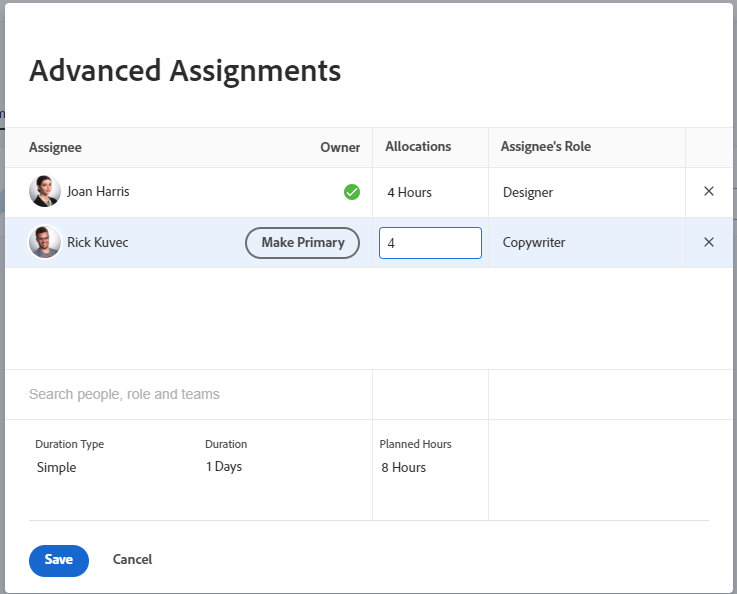 Advanced Assignments
Assignee Owner Allocations Assignee's Role
Joan Harris 4 Hours Designer
Rick Kuvec Make Primary 4 Copywriter
Search people, role and teams
Duration Type Duration Planned Hours
Simple 1 Days 8 Hours
Save Cancel